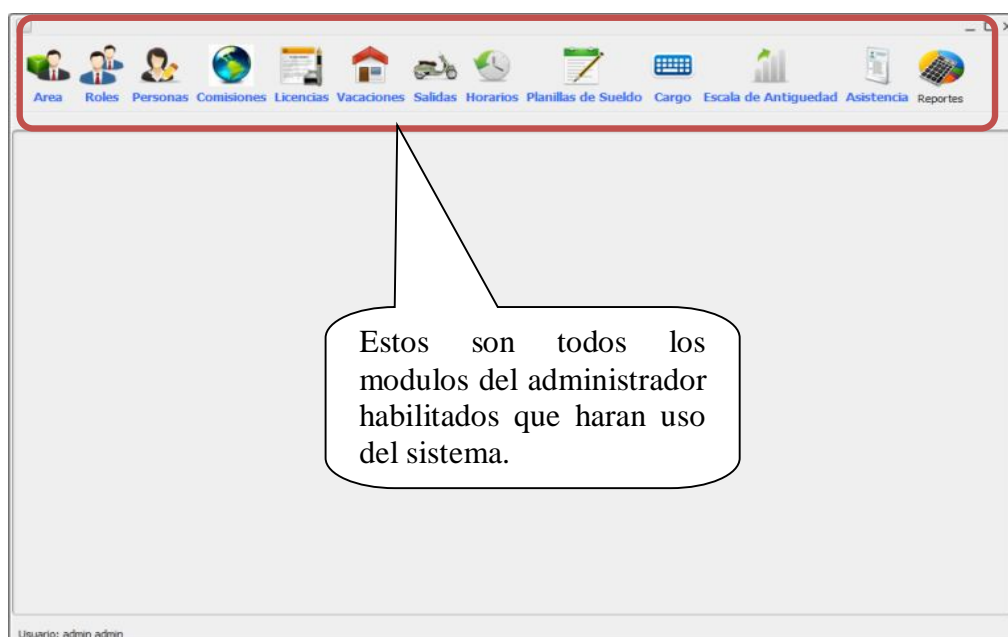 Area Roles Personas Comisiones Licencias Vacaciones Salidas Horarios Planillas de Sueldo Cargo Escala de Antiguedad Asistencia Reportes
Estos son todos los
modulos del administrador
habilitados que haran uso
del sistema.
Usuario: admin admin